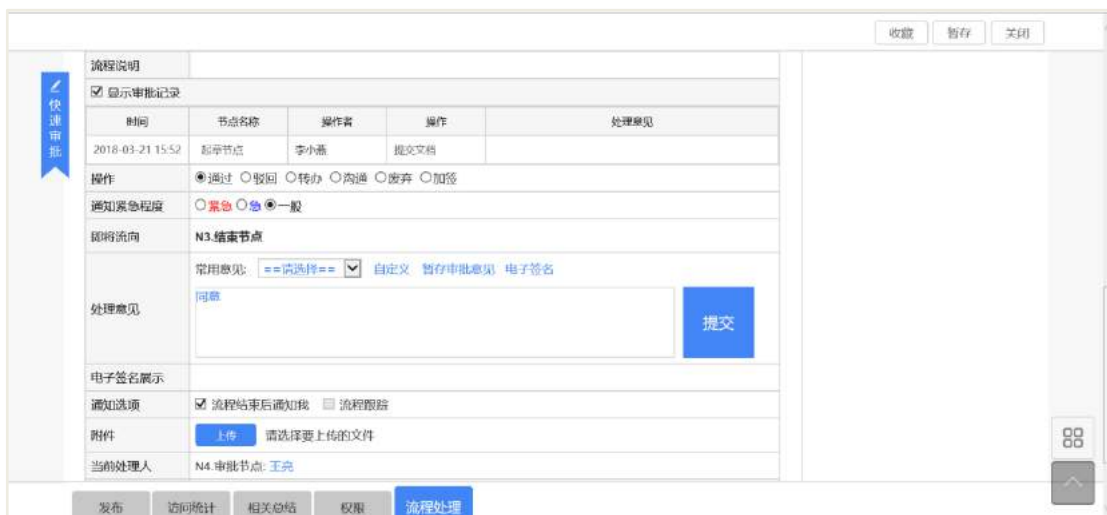 收藏 暂存 关闭
快速审批
流程说明
显示审批记录
时间 节点名称 操作者 操作 处理意见
2018-03-21 15:52 起草节点 李小燕 提交文档
操作 通过 驳回 转办 沟通 废弃 加签
通知紧急程度 紧急 急 一般
即将流向 N3.结束节点
常用意见: ==请选择== 自定义 暂存审批意见 电子签名
处理意见 同意 提交
电子签名展示
通知选项 流程结束后通知我 流程跟踪
附件 上传 请选择要上传的文件
当前处理人 N4.审批节点: 王亮
发布 访问统计 相关总结 权限 流程处理